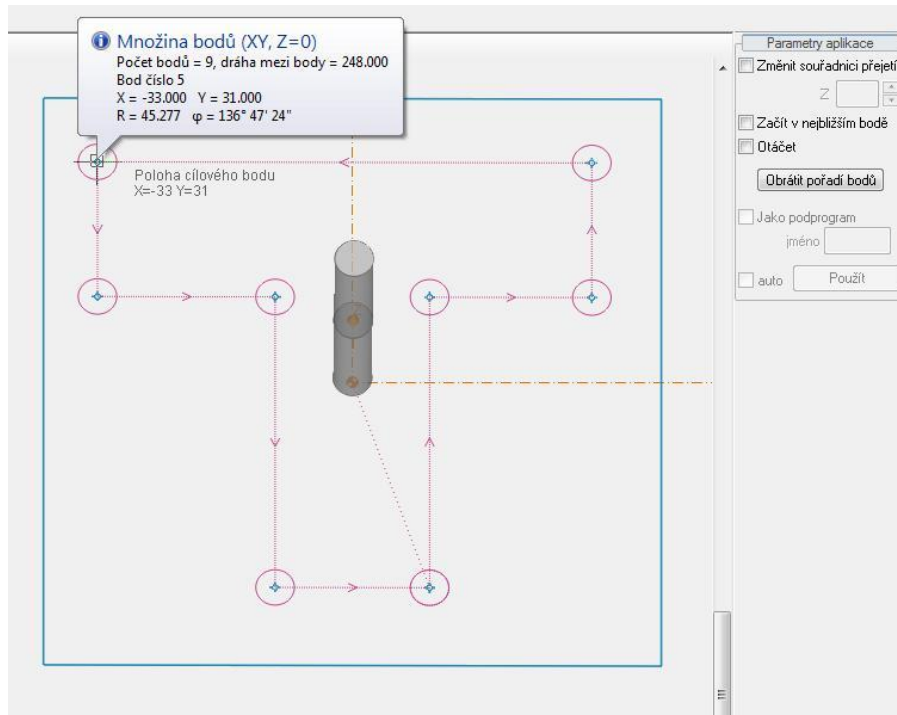 Množina bodů (XY, Z=0)
Počet bodů = 9, dráha mezi body = 248.000
Bod číslo 5
X = -33.000 Y = 31.000
R = 45.277 φ = 136° 47' 24"
Poloha cílového bodu
X=-33 Y=31
Parametry aplikace
Změnit souřadnici přejetí
Z
Začít v nejbližším bodě
Otáčet
Obrátit pořadí bodů
Jako podprogram
jméno
auto
Použít